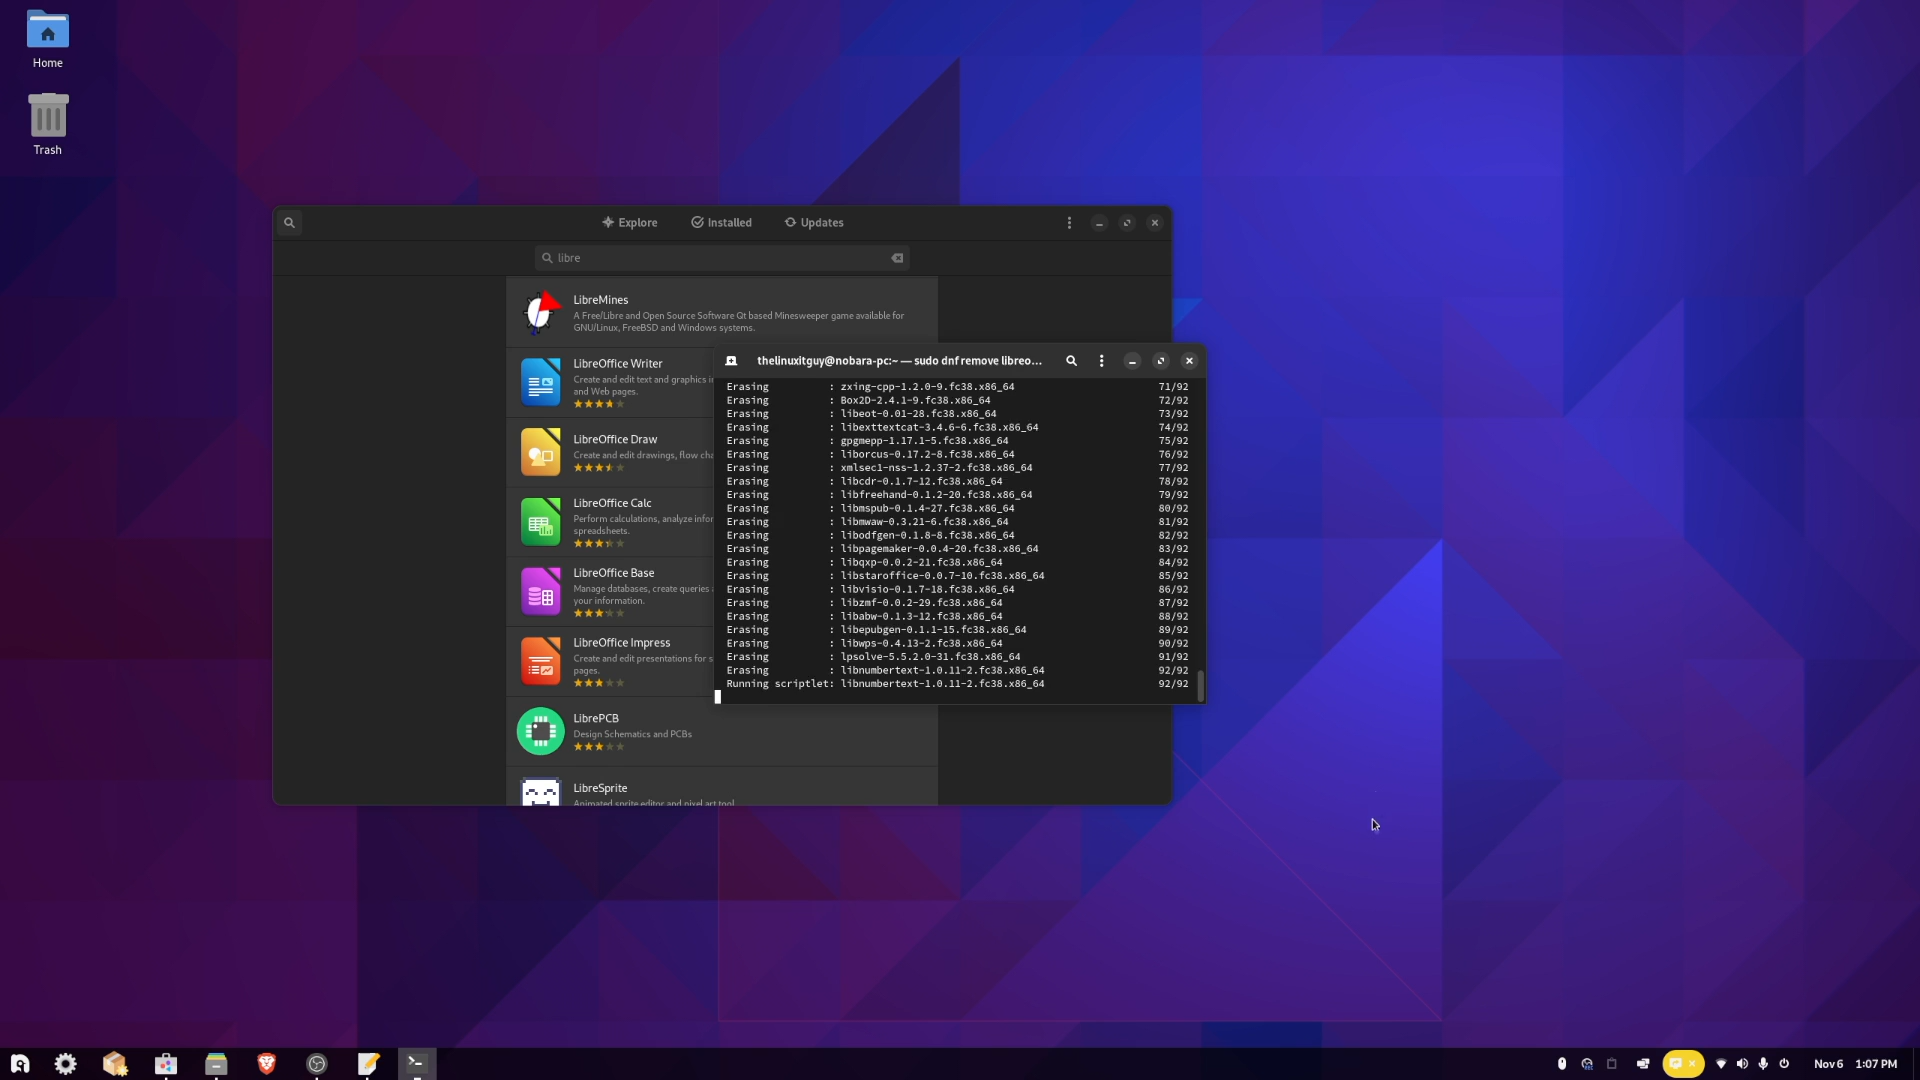 Home
Trash
Explore
Installed
Updates
libre
LibreMines
A Free/Libre and Open Source Software Qt based Minesweeper game available for
GNU/Linux, FreeBSD and Windows systems.
LibreOffice Writer
Create and edit text and graphics i
and Web pages.
LibreOffice Draw
Create and edit drawings, flow cha
LibreOffice Calc
Perform calculations, analyze infor
spreadsheets.
LibreOffice Base
Manage databases, create queries
your information.
LibreOffice Impress
Create and edit presentations for s
pages.
LibrePCB
Design Schematics and PCBs
LibreSprite
Animated sprite editor and pixel art tool
thelinuxitguy@nobara-pc:~ — sudo dnf remove libreo...
Erasing : zxing-cpp-1.2.0-9.fc38.x86_64 71/92
Erasing : Box2D-2.4.1-9.fc38.x86_64 72/92
Erasing : libeot-0.01-28.fc38.x86_64 73/92
Erasing : libexttextcat-3.4.6-6.fc38.x86_64 74/92
Erasing : gpgmepp-1.17.1-5.fc38.x86_64 75/92
Erasing : liborcus-0.17.2-8.fc38.x86_64 76/92
Erasing : xmlsec1-nss-1.2.37-2.fc38.x86_64 77/92
Erasing : libcdr-0.1.7-12.fc38.x86_64 78/92
Erasing : libfreehand-0.1.2-20.fc38.x86_64 79/92
Erasing : libmspub-0.1.4-27.fc38.x86_64 80/92
Erasing : libmwaw-0.3.21-6.fc38.x86_64 81/92
Erasing : libodfgen-0.1.8-8.fc38.x86_64 82/92
Erasing : libpagemaker-0.0.4-20.fc38.x86_64 83/92
Erasing : libqxp-0.0.2-21.fc38.x86_64 84/92
Erasing : libstaroffice-0.0.7-10.fc38.x86_64 85/92
Erasing : libvisio-0.1.7-18.fc38.x86_64 86/92
Erasing : libzmf-0.0.2-29.fc38.x86_64 87/92
Erasing : libabw-0.1.3-12.fc38.x86_64 88/92
Erasing : libepubgen-0.1.1-15.fc38.x86_64 89/92
Erasing : libwps-0.4.13-2.fc38.x86_64 90/92
Erasing : lpsolve-5.5.2.0-31.fc38.x86_64 91/92
Erasing : libnumbertext-1.0.11-2.fc38.x86_64 92/92
Running scriptlet: libnumbertext-1.0.11-2.fc38.x86_64 92/92
Nov 6 1:07 PM